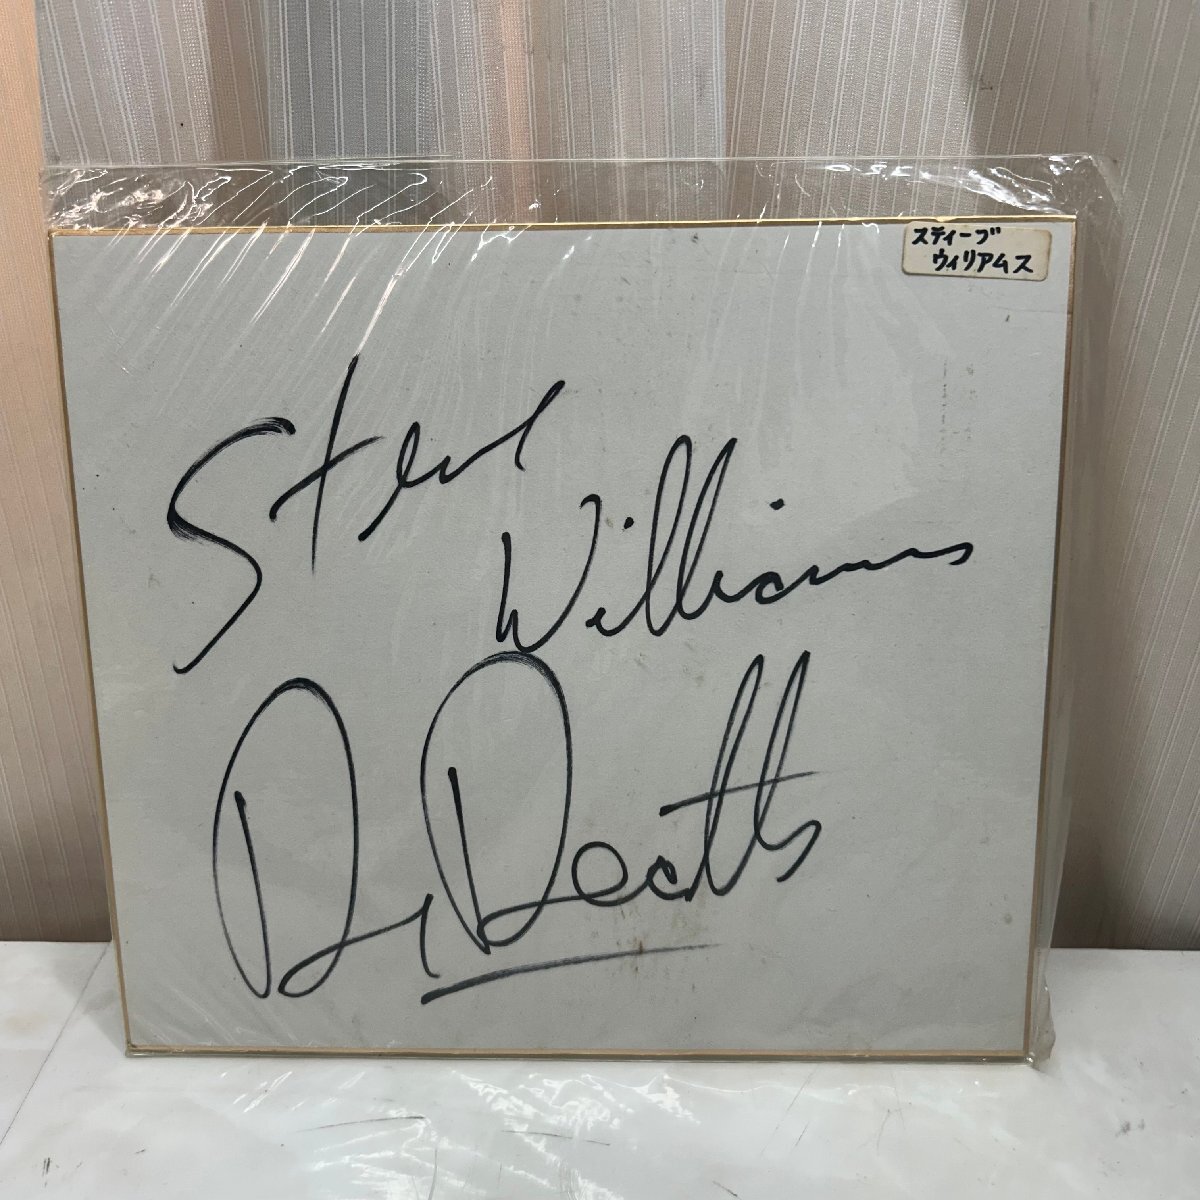 スティーブ
ウィリアムス
Steve
Williams
Dr Death